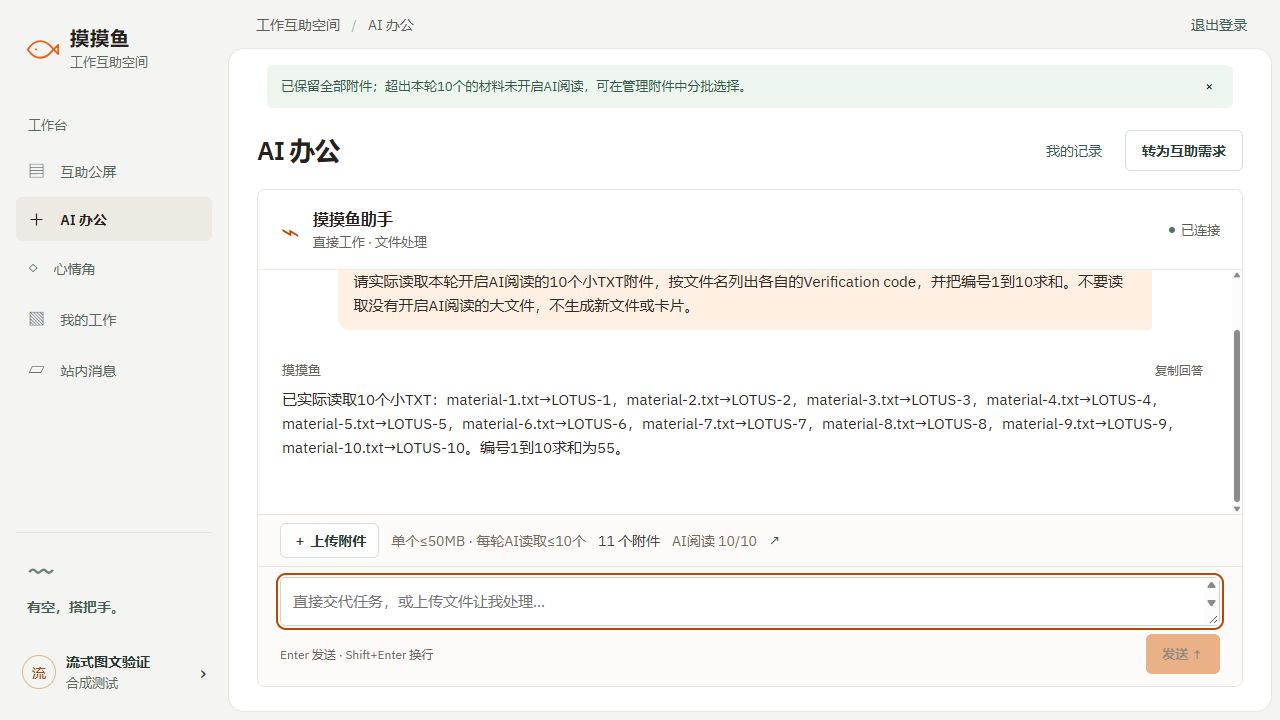 摸摸鱼
工作互助空间
工作台
互助公屏
AI 办公
心情角
我的工作
站内消息
有空，搭把手。
流
流式图文验证
合成测试
工作互助空间 / AI 办公
退出登录
已保留全部附件；超出本轮10个的材料未开启AI阅读，可在管理附件中分批选择。
AI 办公
我的记录
转为互助需求
摸摸鱼助手
直接工作 · 文件处理
已连接
请实际读取本轮开启AI阅读的10个小TXT附件，按文件名列出各自的Verification code，并把编号1到10求和。不要读
取没有开启AI阅读的大文件，不生成新文件或卡片。
摸摸鱼
复制回答
已实际读取10个小TXT：material-1.txt→LOTUS-1，material-2.txt→LOTUS-2，material-3.txt→LOTUS-3，material-4.txt→LOTUS-4，
material-5.txt→LOTUS-5，material-6.txt→LOTUS-6，material-7.txt→LOTUS-7，material-8.txt→LOTUS-8，material-9.txt→LOTUS-9，
material-10.txt→LOTUS-10。编号1到10求和为55。
+ 上传附件
单个≤50MB · 每轮AI读取≤10个
11 个附件
AI阅读 10/10 ↗
直接交代任务，或上传文件让我处理...
Enter 发送 · Shift+Enter 换行
发送 ↑